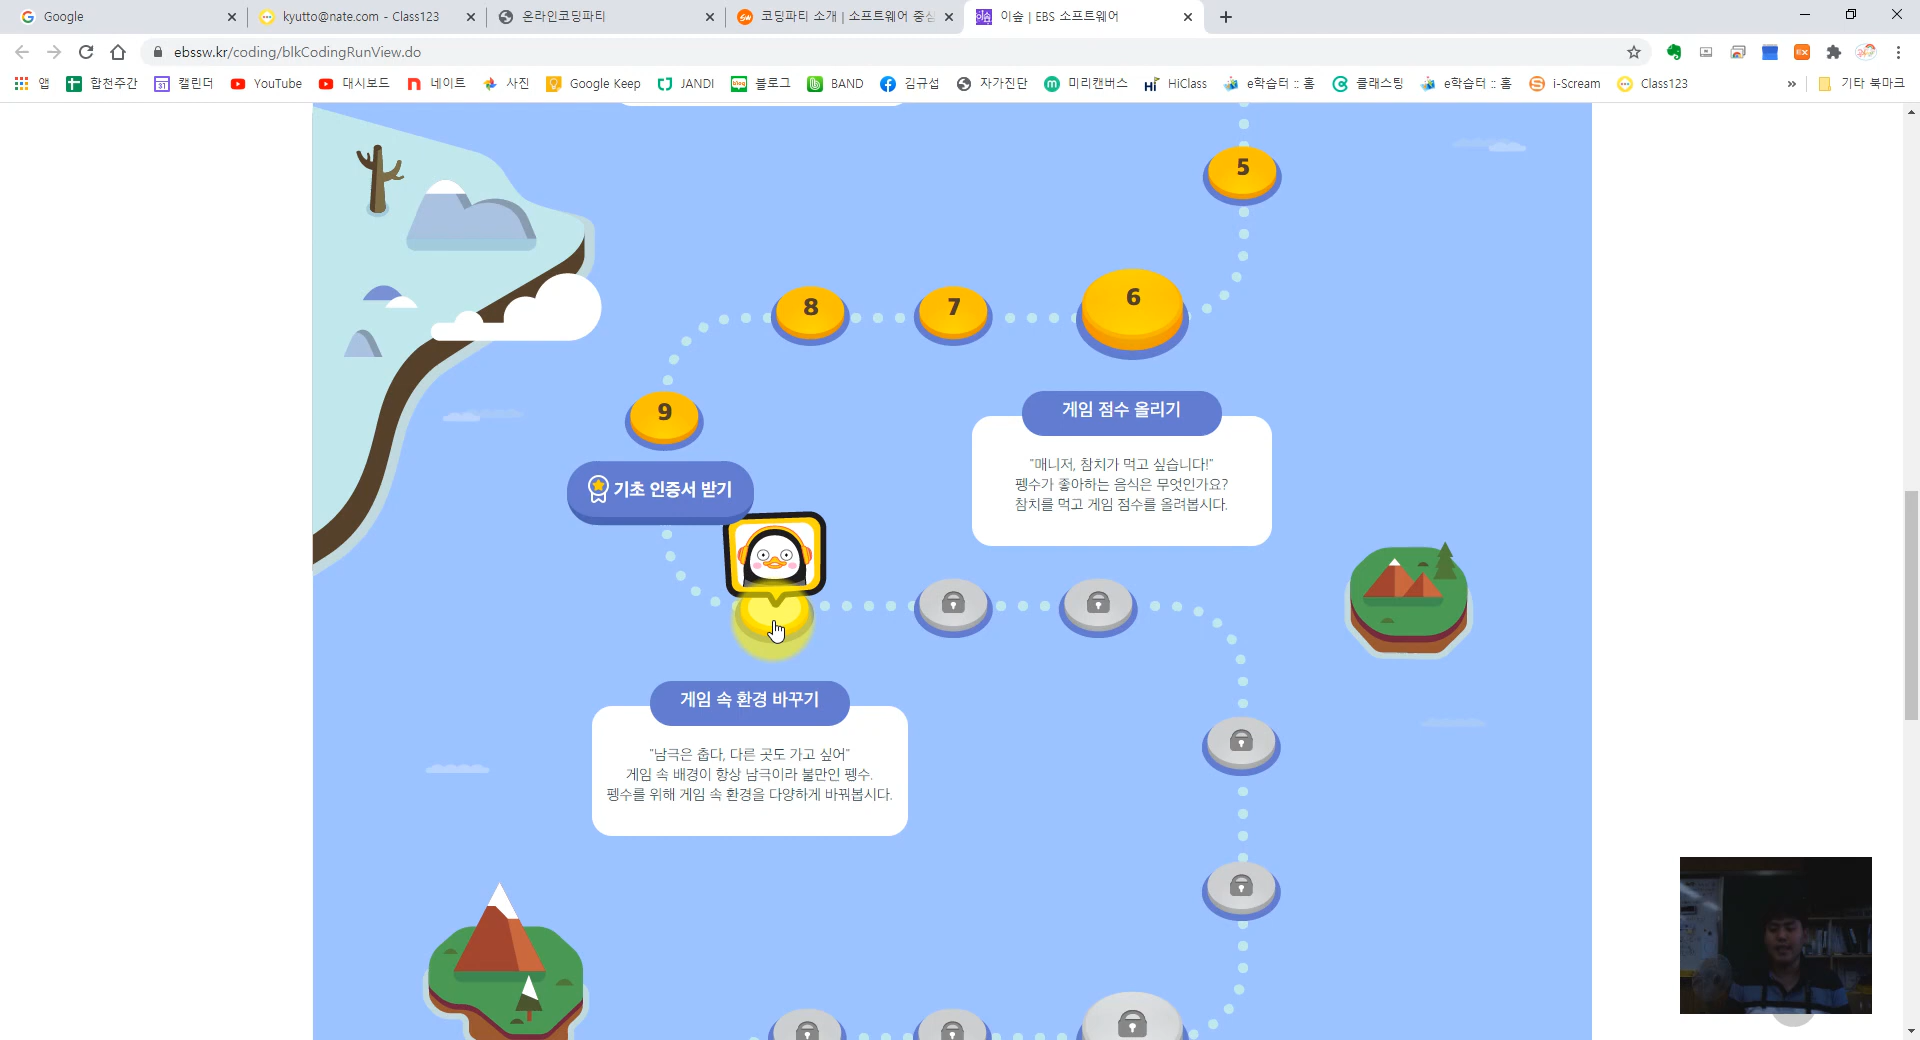 Google
kyutto@nate.com - Class123
온라인코딩파티
코딩파티 소개 | 소프트웨어 중심
이솦 | EBS 소프트웨어
ebssw.kr/coding/blkCodingRunView.do
앱
합천주간
캘린더
YouTube
대시보드
네이트
사진
Google Keep
JANDI
블로그
BAND
김규섭
자가진단
미리캔버스
HiClass
e학습터 :: 홈
클래스팅
e학습터 :: 홈
i-Scream
Class123
»
기타 북마크
5
8
7
6
9
게임 점수 올리기
"매니저, 참치가 먹고 싶습니다!"
펭수가 좋아하는 음식은 무엇인가요?
참치를 먹고 게임 점수를 올려봅시다.
기초 인증서 받기
게임 속 환경 바꾸기
"남극은 춥다, 다른 곳도 가고 싶어"
게임 속 배경이 항상 남극이라 불만인 펭수.
펭수를 위해 게임 속 환경을 다양하게 바꿔봅시다.